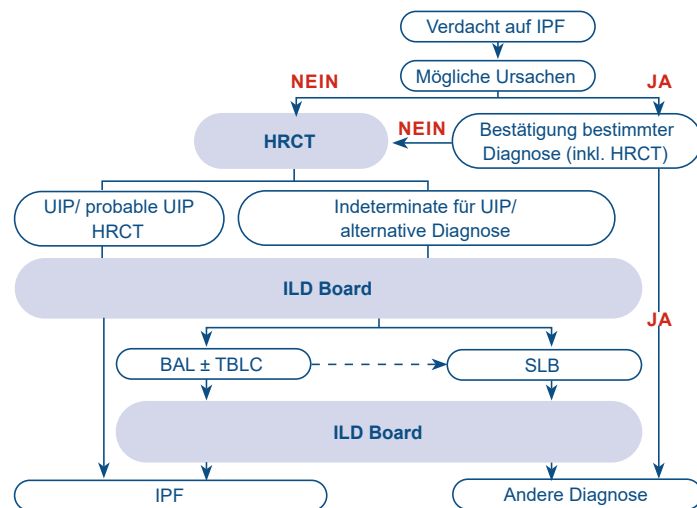 Verdacht auf IPF
Mögliche Ursachen
NEIN
JA
HRCT
NEIN
Bestätigung bestimmter
Diagnose (inkl. HRCT)
UIP/ probable UIP
HRCT
Indeterminate für UIP/
alternative Diagnose
ILD Board
JA
BAL ± TBLC
SLB
ILD Board
IPF
Andere Diagnose